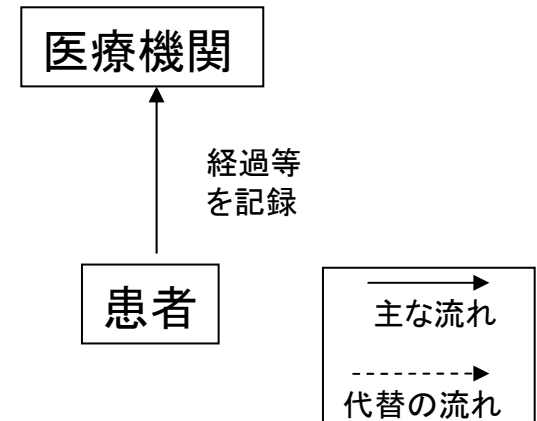 医療機関
経過等
を記録
患者
主な流れ
代替の流れ